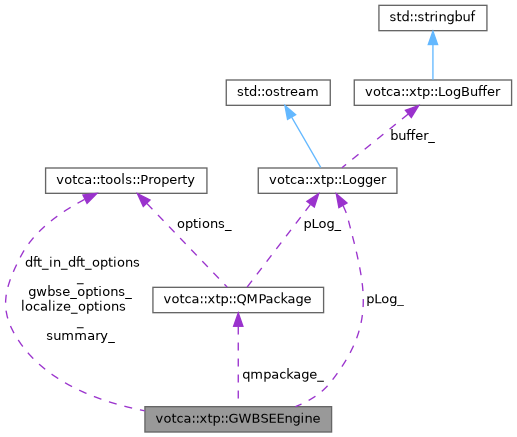 std::stringbuf
std::ostream
votca::xtp::LogBuffer
buffer_
votca::tools::Property
votca::xtp::Logger
options_
pLog_
dft_in_dft_options
_
gwbse_options_
localize_options
_
summary_
votca::xtp::QMPackage
pLog_
qmpackage_
votca::xtp::GWBSEEngine